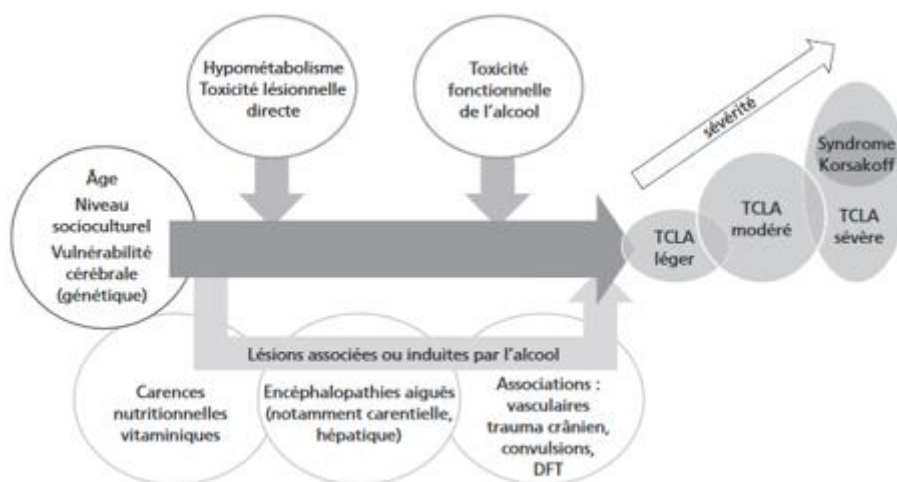 Hypométabolisme
Toxicité lésionnelle
directe
Toxicité
fonctionnelle
de l'alcool
sévérité
Âge
Niveau
socioculturel
Vulnérabilité
cérébrale
(génétique)
TCLA
léger
TCLA
modéré
Syndrome
Korsakoff
TCLA
sévère
Lésions associées ou induites par l'alcool
Carences
nutritionnelles
vitaminiques
Encéphalopathies aiguës
(notamment carentielle,
hépatique)
Associations :
vasculaires
trauma crânien,
convulsions,
DFT